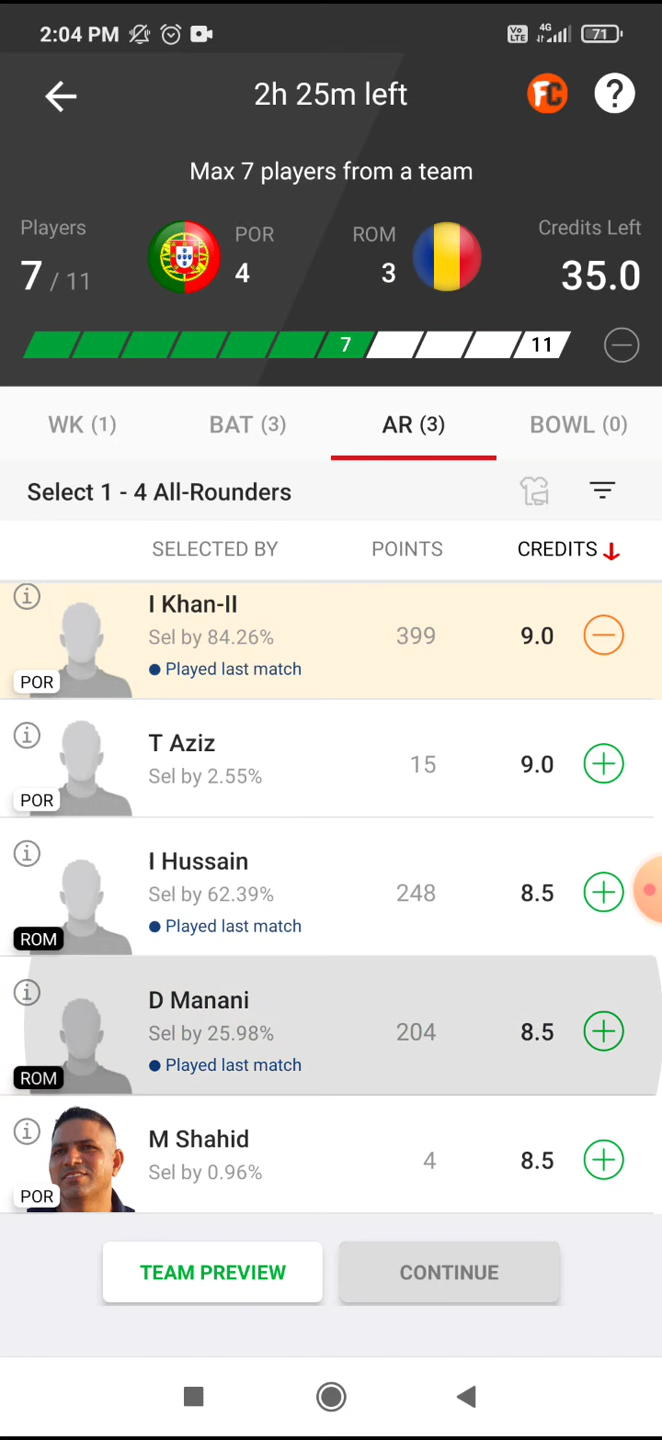 2:04 PM
Vo LTE 4G 71
2h 25m left
FC ?
Max 7 players from a team
Players POR ROM Credits Left
7 / 11 4 3 35.0
7 11
WK (1) BAT (3) AR (3) BOWL (0)
Select 1 - 4 All-Rounders
SELECTED BY POINTS CREDITS
I Khan-II
Sel by 84.26% 399 9.0
Played last match
POR
T Aziz
Sel by 2.55% 15 9.0
POR
I Hussain
Sel by 62.39% 248 8.5
Played last match
ROM
D Manani
Sel by 25.98% 204 8.5
Played last match
ROM
M Shahid
Sel by 0.96% 4 8.5
POR
TEAM PREVIEW CONTINUE